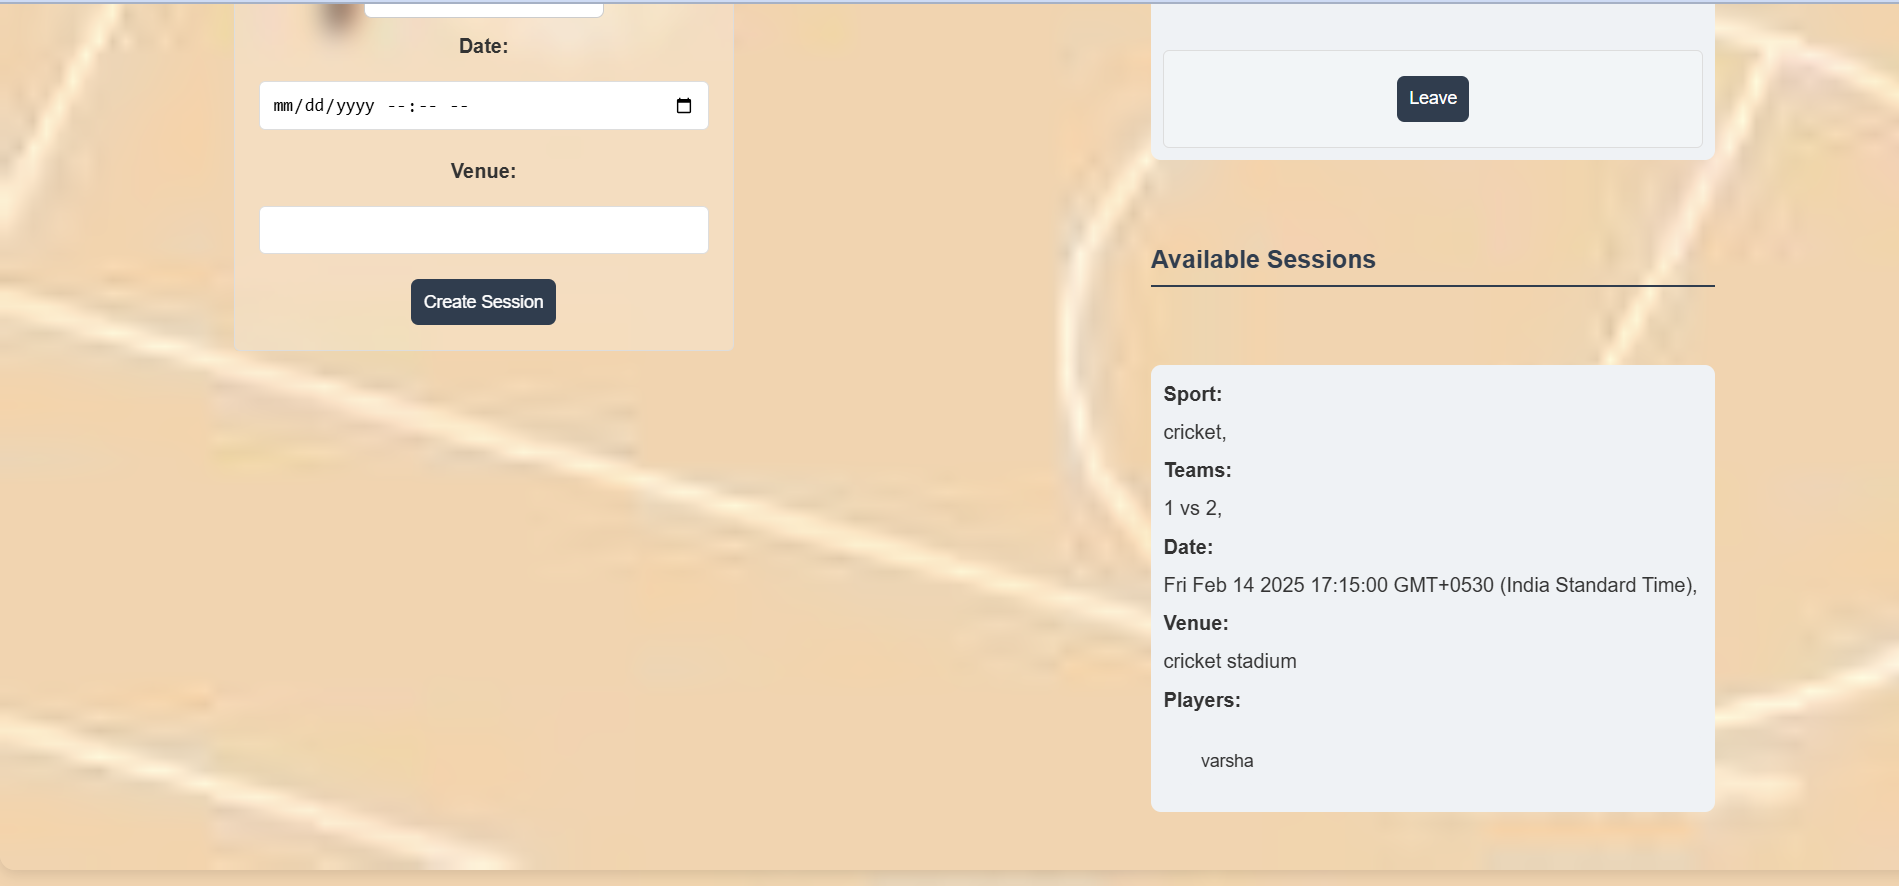 Date:
mm/dd/yyyy --:-- --
Venue:
Create Session
Leave
Available Sessions
Sport:
cricket,
Teams:
1 vs 2,
Date:
Fri Feb 14 2025 17:15:00 GMT+0530 (India Standard Time),
Venue:
cricket stadium
Players:
varsha